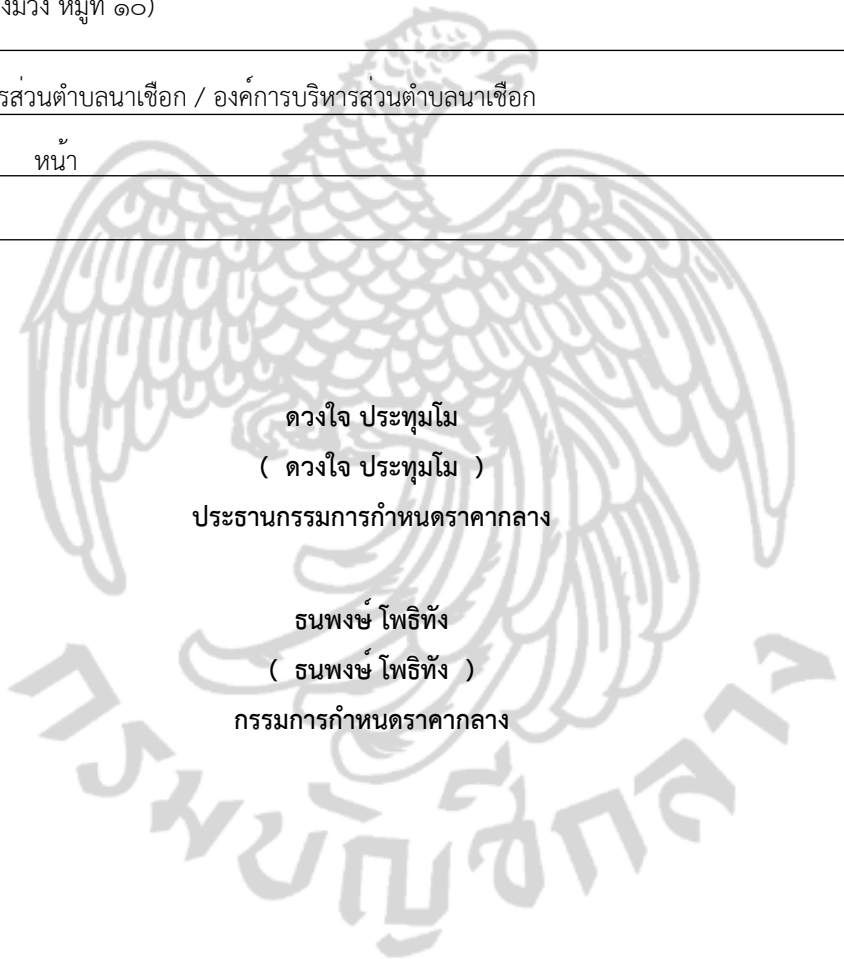 งม่วง หมู่ที่ ๑๐)
รส่วนตำบลนาเชือก / องค์การบริหารส่วนตำบลนาเชือก
หน้า
ดวงใจ ประทุมโม
( ดวงใจ ประทุมโม )
ประธานกรรมการกำหนดราคากลาง
ธนพงษ์ โพธิทัง
( ธนพงษ์ โพธิทัง )
กรรมการกำหนดราคากลาง
กรมบัญชีกลาง